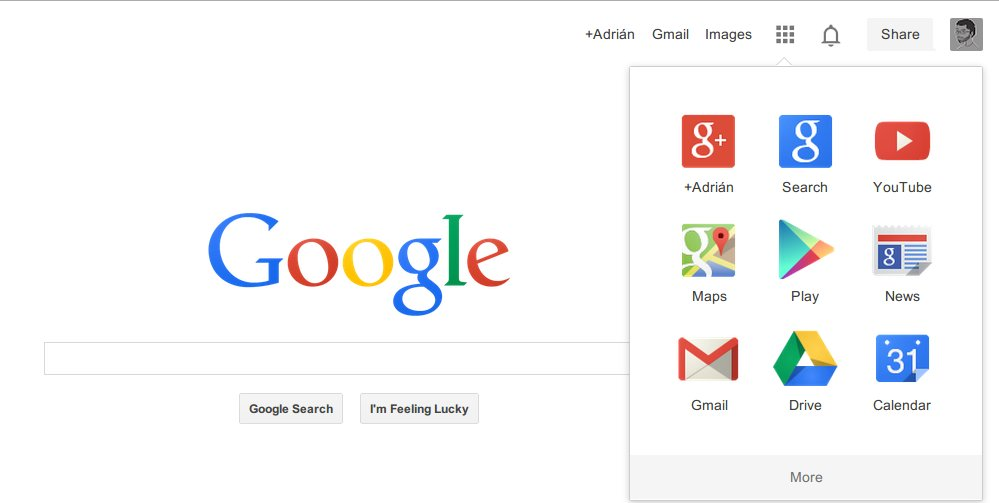 +Adrián Gmail Images Share
g+ g
+Adrián Search YouTube
g g
Maps Play News
31
Gmail Drive Calendar
More
Google
Google Search I'm Feeling Lucky